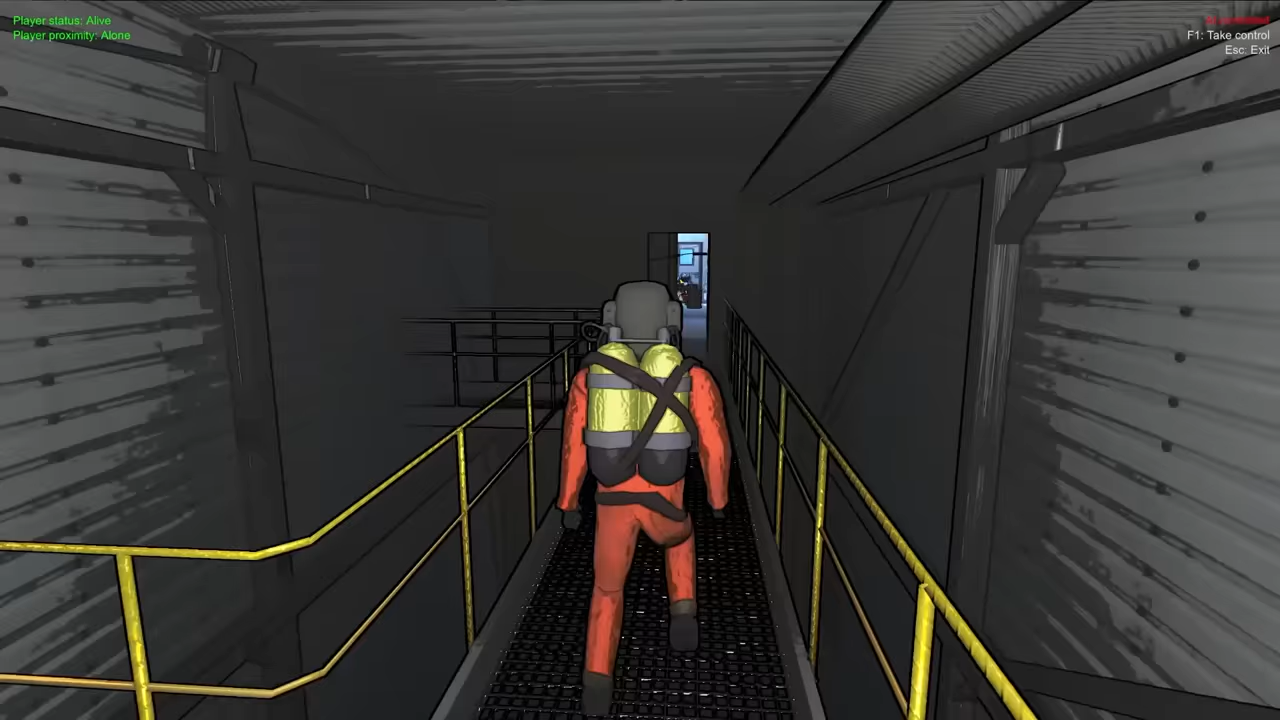 Player status: Alive
Player proximity: Alone
F1: Take control
Esc: Exit